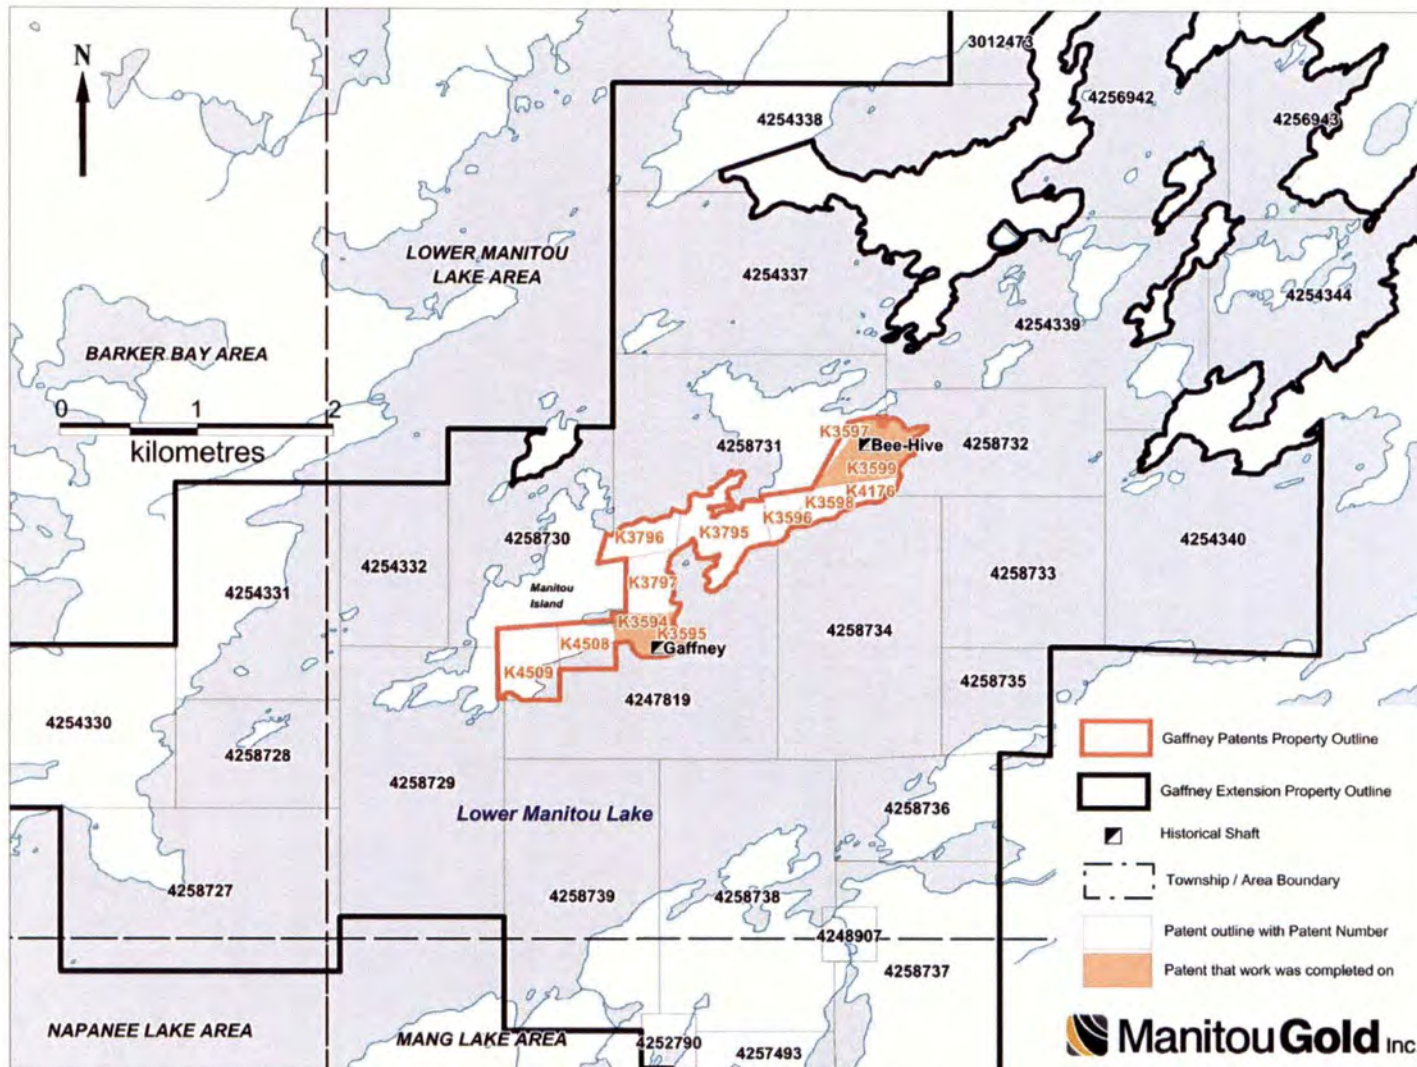 N
3012473
4256942
4254338
4256943
LOWER MANITOU
LAKE AREA
4254337
4254344
4254339
BARKER BAY AREA
0 1 2
kilometres
K3597
Bee-Hive
4258731
4258732
K3599
K4176
K3598
K3596
K3795
K3796
4258730
4254340
4254332
4258733
K3797
4254331
Manitou
Island
K3594
4258734
K3595
K4508
Gaffney
K4509
4258735
4247819
4254330
Gaffney Patents Property Outline
4258728
4258729
Gaffney Extension Property Outline
4258736
Lower Manitou Lake
Historical Shaft
4258727
4258739
4258738
Township / Area Boundary
Patent outline with Patent Number
4248907
4258737
Patent that work was completed on
NAPANEE LAKE AREA
MANG LAKE AREA
4252790
4257493
ManitouGold Inc